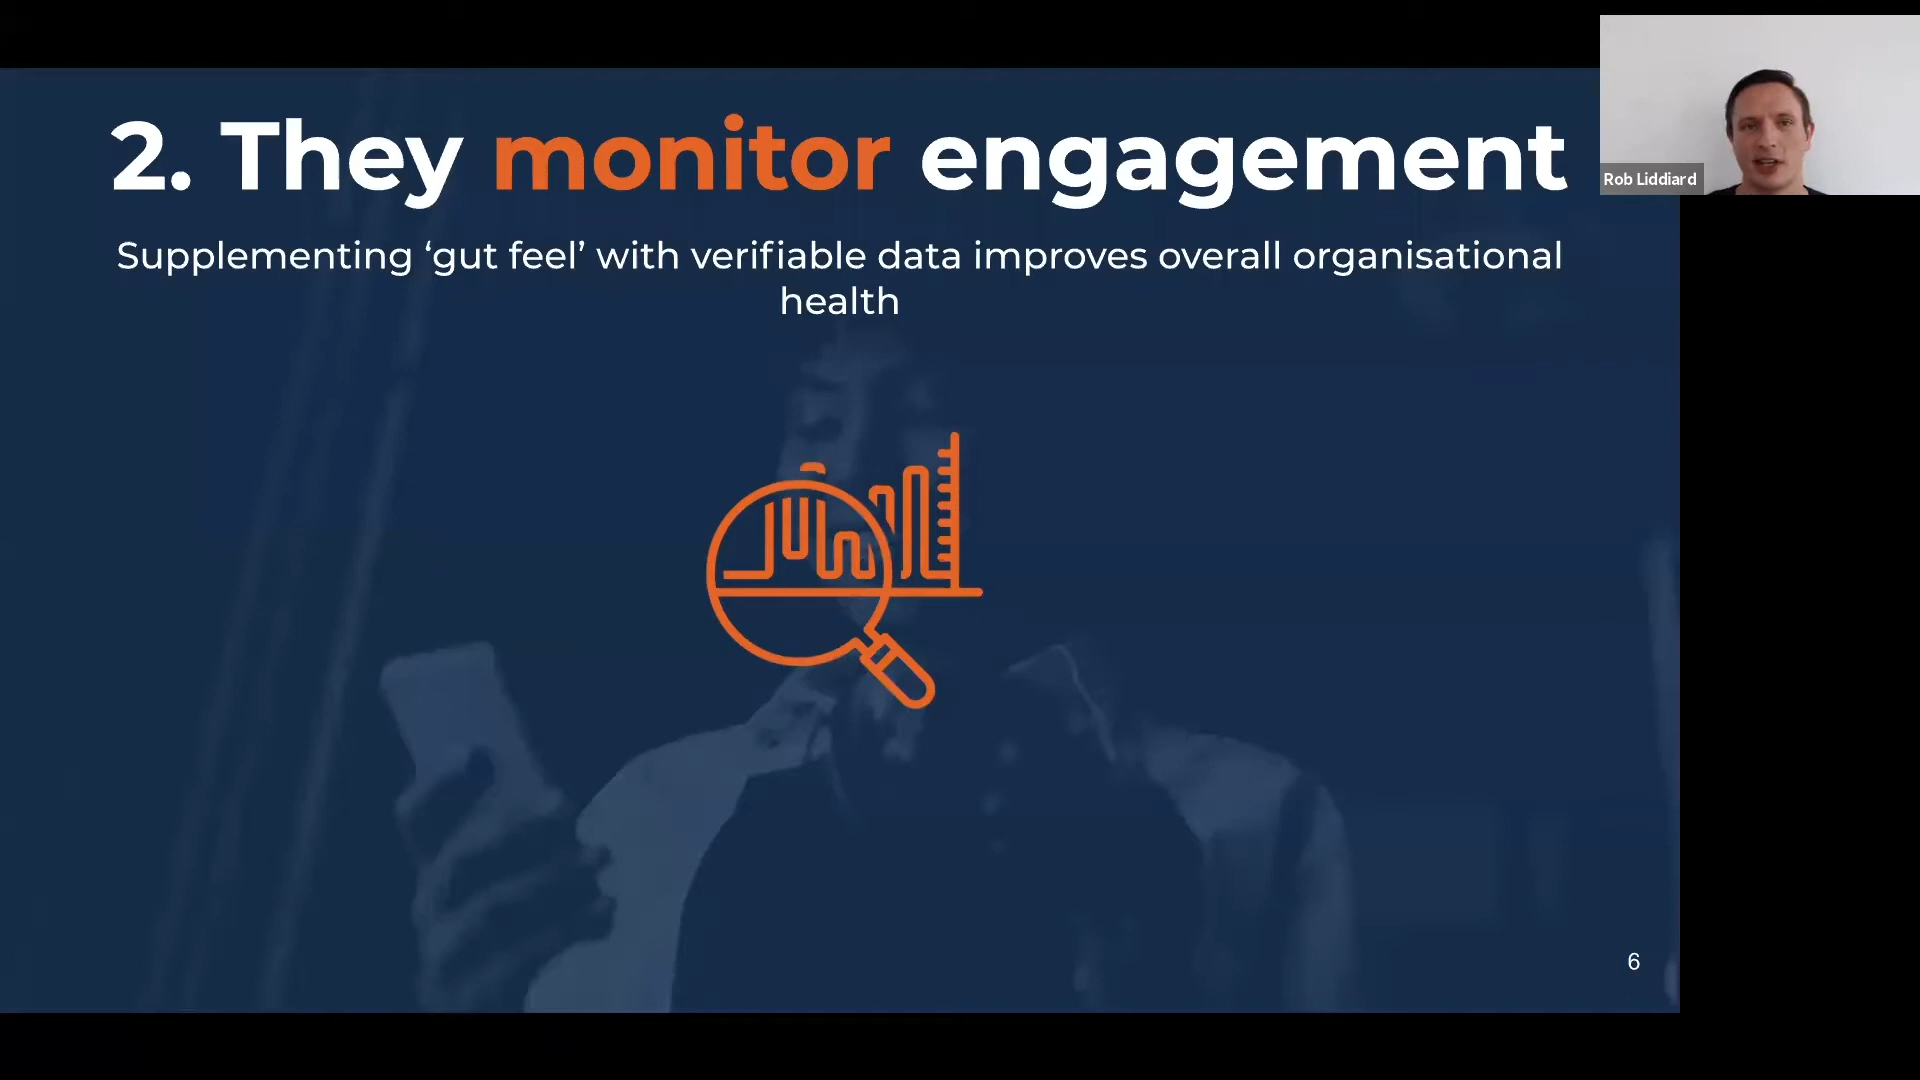 2. They monitor engagement
Supplementing ‘gut feel’ with verifiable data improves overall organisational
health
Rob Liddiard
6